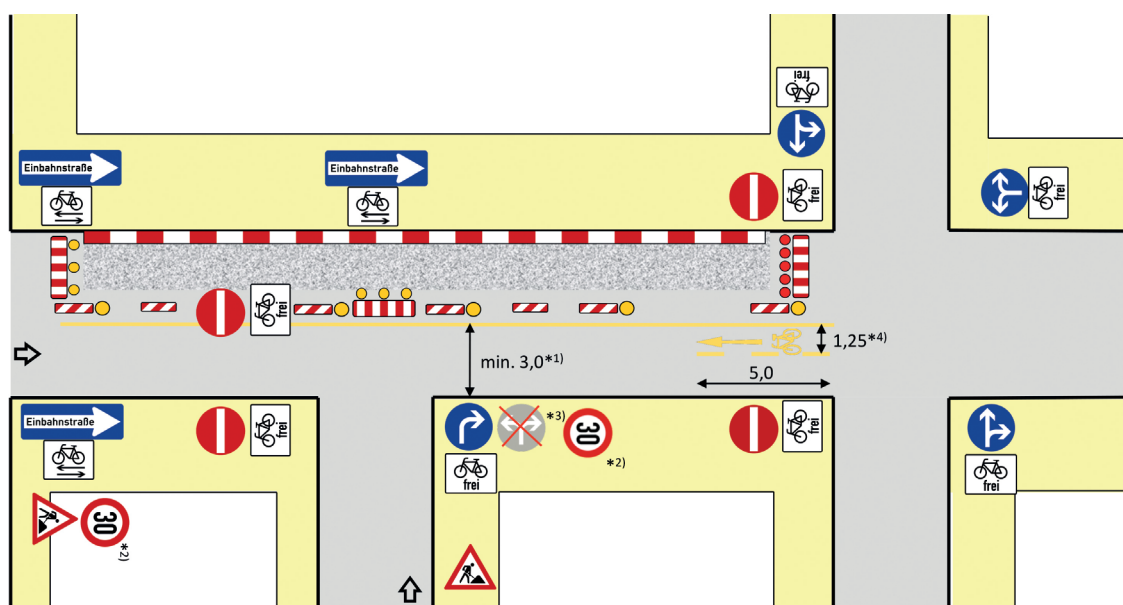 frei
Einbahnstraße
Einbahnstraße
frei
frei
frei
min. 3,0*1)
1,25*4)
5,0
Einbahnstraße
frei
frei
*3)
30
*2)
frei
frei
30
*2)